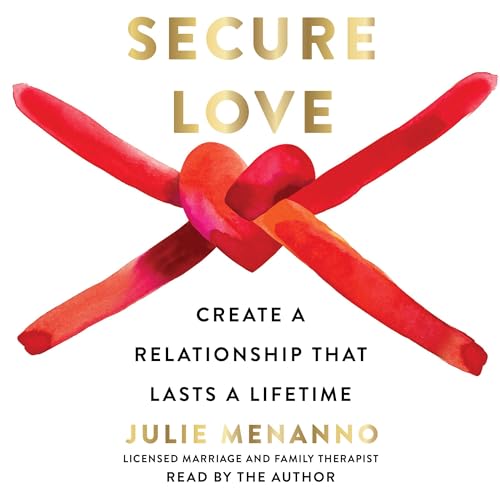 SECURE
LOVE
CREATE A
RELATIONSHIP THAT
LASTS A LIFETIME
JULIE MENANNO
LICENSED MARRIAGE AND FAMILY THERAPIST
READ BY THE AUTHOR